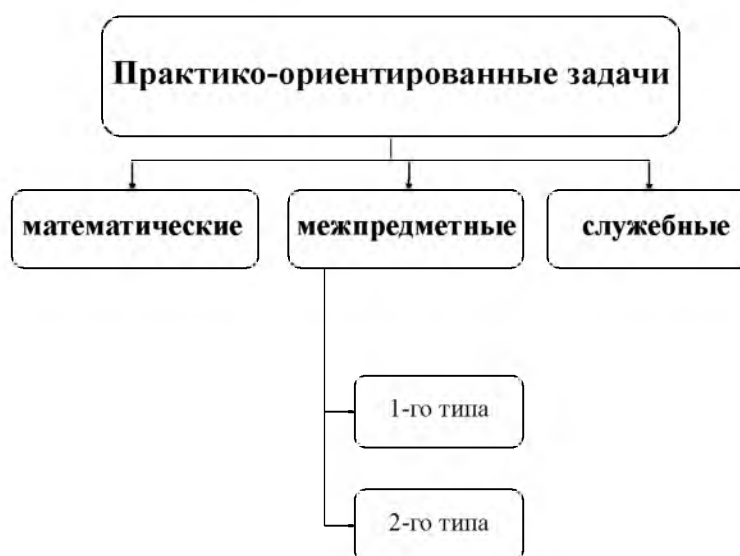 Практико-ориентированные задачи
математические
межпредметные
служебные
1-го типа
2-го типа